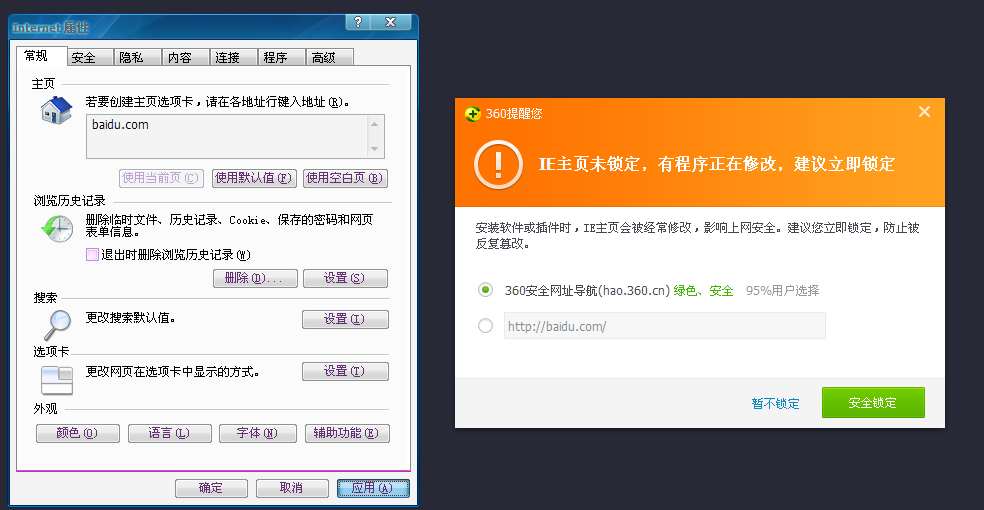 Internet 属性
常规
安全
隐私
内容
连接
程序
高级
主页
若要创建主页选项卡，请在各地址行键入地址(R)。
baidu.com
使用当前页(C)
使用默认值(F)
使用空白页(B)
浏览历史记录
删除临时文件、历史记录、Cookie、保存的密码和网页
表单信息。
退出时删除浏览历史记录(W)
删除(D)...
设置(S)
搜索
更改搜索默认值。
设置(I)
选项卡
更改网页在选项卡中显示的方式。
设置(T)
外观
颜色(O)
语言(L)
字体(N)
辅助功能(E)
确定
取消
应用(A)
360提醒您
IE主页未锁定，有程序正在修改，建议立即锁定
安装软件或插件时，IE主页会被经常修改，影响上网安全。建议您立即锁定，防止被
反复篡改。
360安全网址导航(hao.360.cn) 绿色、安全 95%用户选择
http://baidu.com/
暂不锁定
安全锁定